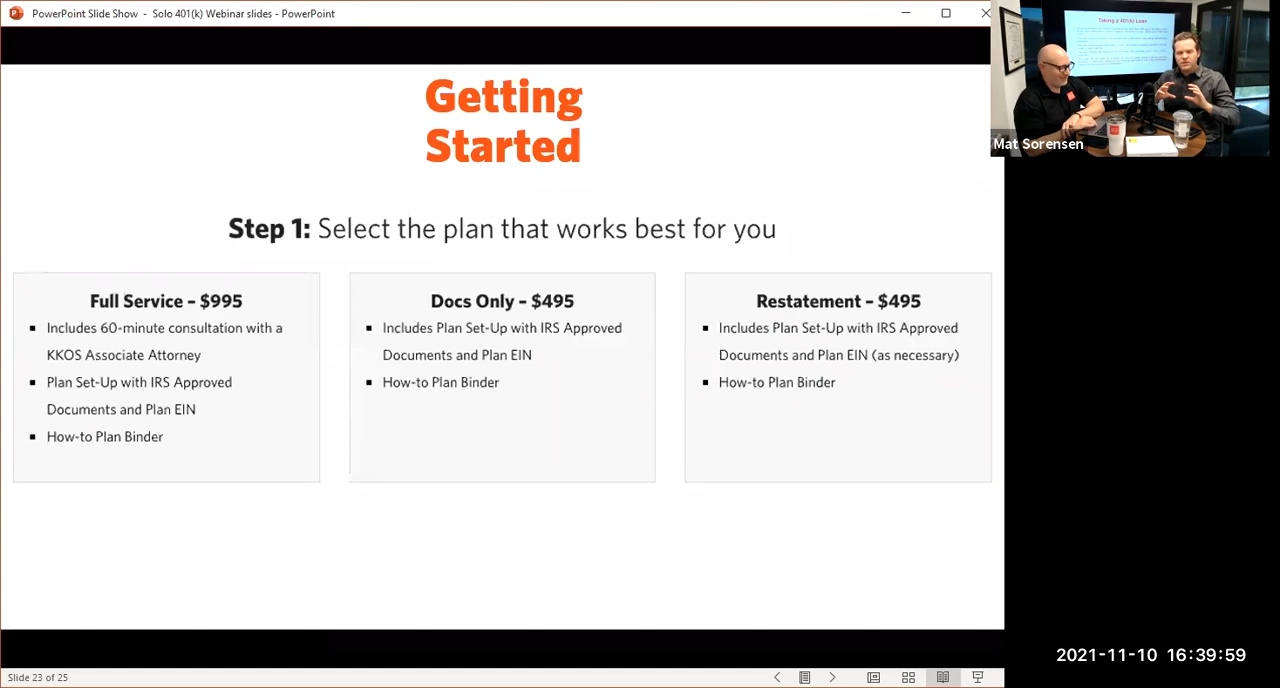 PowerPoint Slide Show - Solo 401(k) Webinar slides - PowerPoint
Taking a 401(k) Loan
Mat Sorensen
Getting
Started
Step 1: Select the plan that works best for you
Full Service – $995
▪ Includes 60-minute consultation with a
KKOS Associate Attorney
▪ Plan Set-Up with IRS Approved
Documents and Plan EIN
▪ How-to Plan Binder
Docs Only – $495
▪ Includes Plan Set-Up with IRS Approved
Documents and Plan EIN
▪ How-to Plan Binder
Restatement – $495
▪ Includes Plan Set-Up with IRS Approved
Documents and Plan EIN (as necessary)
▪ How-to Plan Binder
2021-11-10 16:39:59
Slide 23 of 25